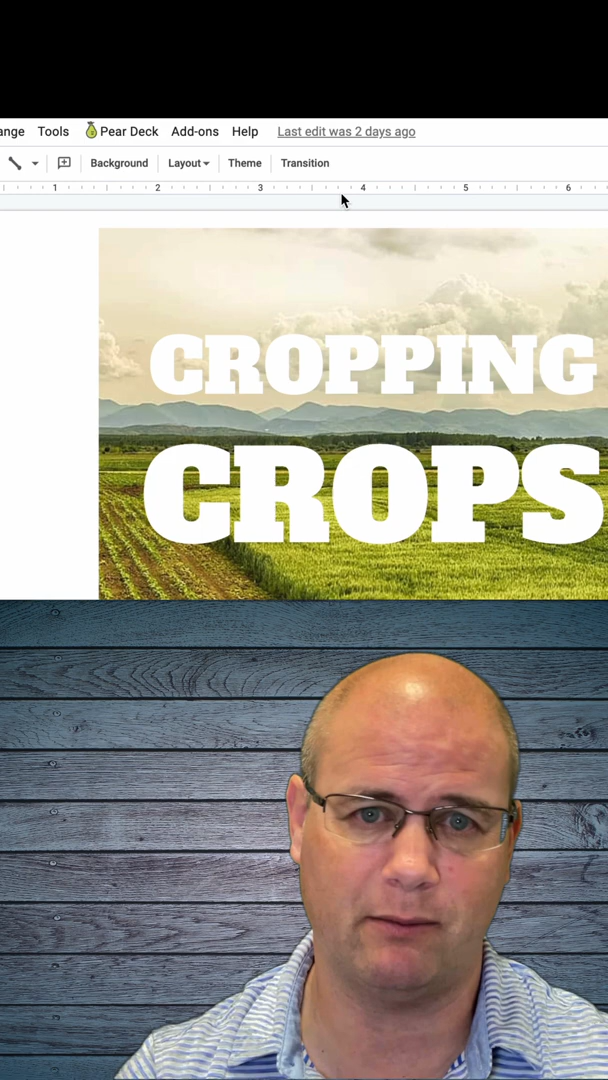 ange Tools Pear Deck Add-ons Help Last edit was 2 days ago
Background Layout Theme Transition
1 2 3 4 5 6
CROPPING
CROPS